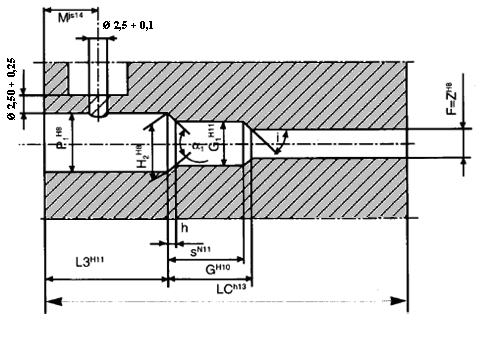 M js14
Ø 2,5 + 0,1
Ø 2,50 + 0,25
P₁ H8
H₂ H8
α₁
G₁ H11
F=Z H8
h
s N11
L3 H11
G H10
LC h13